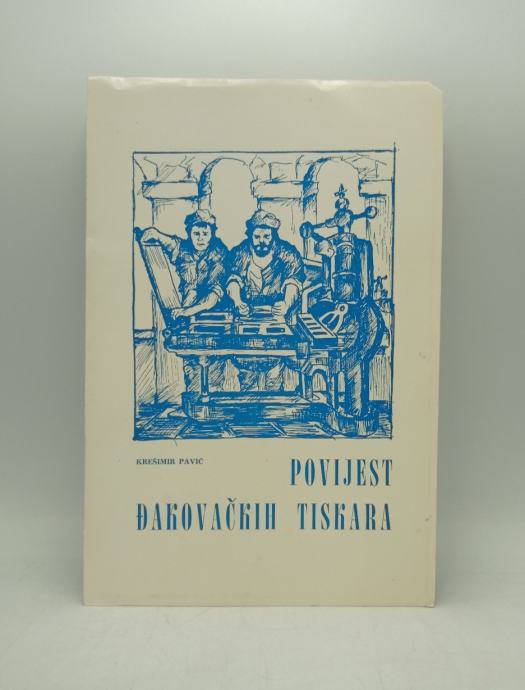 KREŠIMIR PAVIĆ
POVIJEST
ĐAKOVAČKIH TISKARA